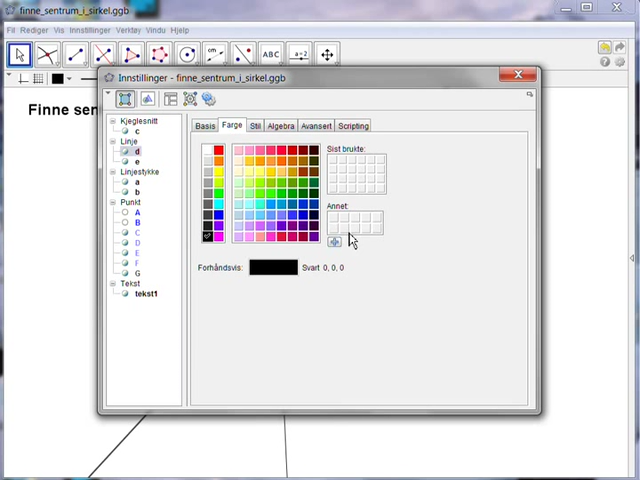 finne_sentrum_i_sirkel.ggb
Fil Rediger Vis Innstillinger Verktøy Vindu Hjelp
cm
ABC
a=2
Finne sen
Innstillinger - finne_sentrum_i_sirkel.ggb
Basis Farge Stil Algebra Avansert Scripting
Kjeglesnitt
c
Linje
d
e
Linjestykke
a
b
Punkt
A
B
C
D
E
F
G
Tekst
tekst1
Sist brukte:
Annet:
Forhåndsvis: Svart 0, 0, 0